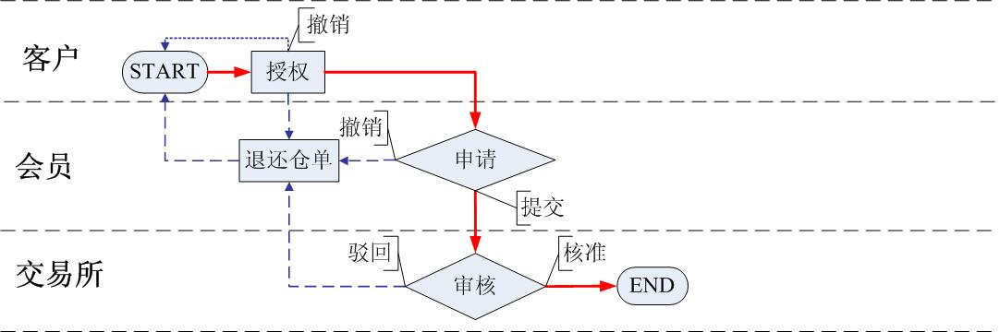 撤销
客户
START
授权
撤销
会员
退还仓单
申请
提交
驳回
核准
交易所
审核
END